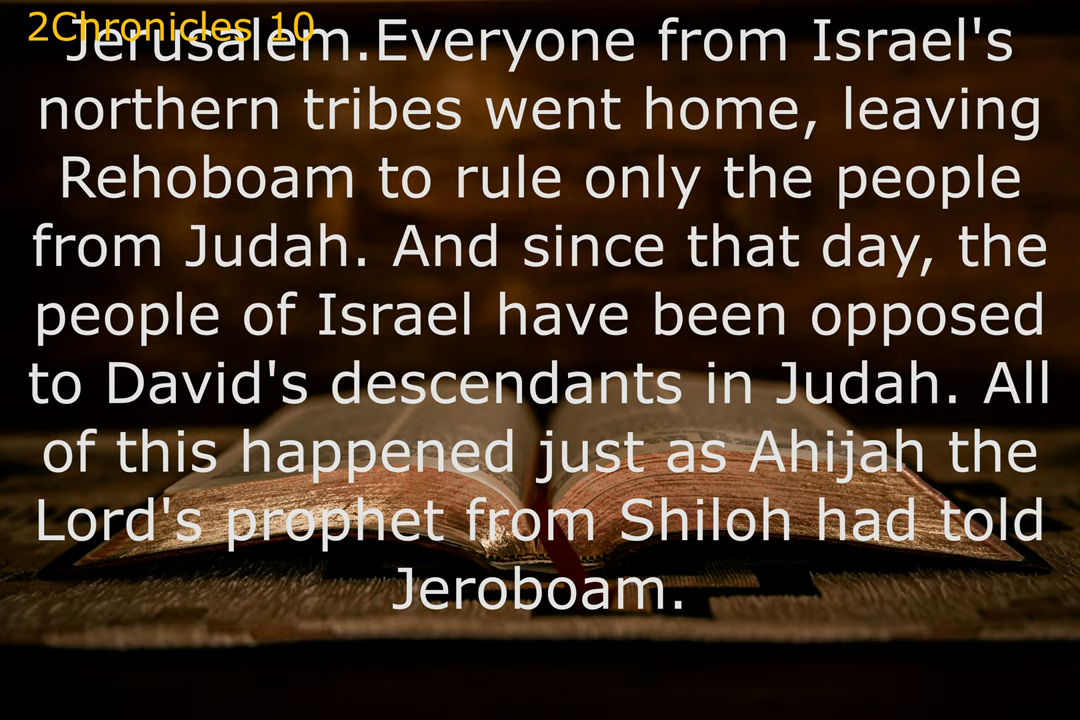 2Chronicles 10
Jerusalem.Everyone from Israel's
northern tribes went home, leaving
Rehoboam to rule only the people
from Judah. And since that day, the
people of Israel have been opposed
to David's descendants in Judah. All
of this happened just as Ahijah the
Lord's prophet from Shiloh had told
Jeroboam.